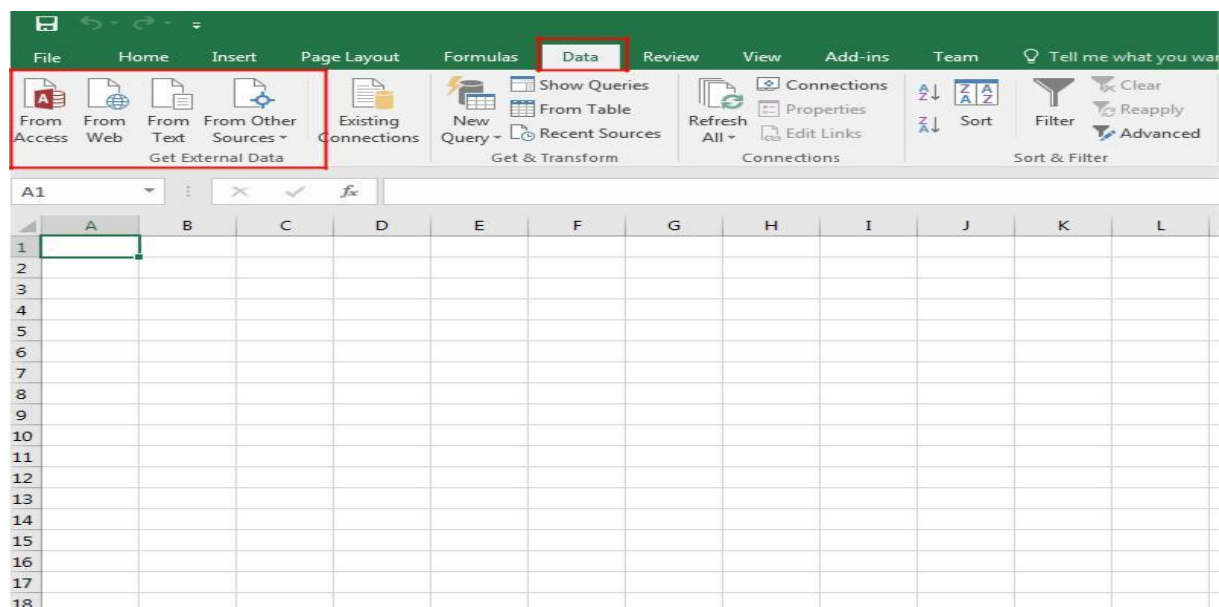 File Home Insert Page Layout Formulas Data Review View Add-ins Team Tell me what you wa
From Access
From Web
From Text
From Other Sources
Existing Connections
Get External Data
New Query
Show Queries
From Table
Recent Sources
Get & Transform
Refresh All
Connections
Properties
Edit Links
Connections
A Z
Z A
Z A A Z
Sort
Filter
Clear
Reapply
Advanced
Sort & Filter
A1 fx
A B C D E F G H I J K L
1
2
3
4
5
6
7
8
9
10
11
12
13
14
15
16
17
18